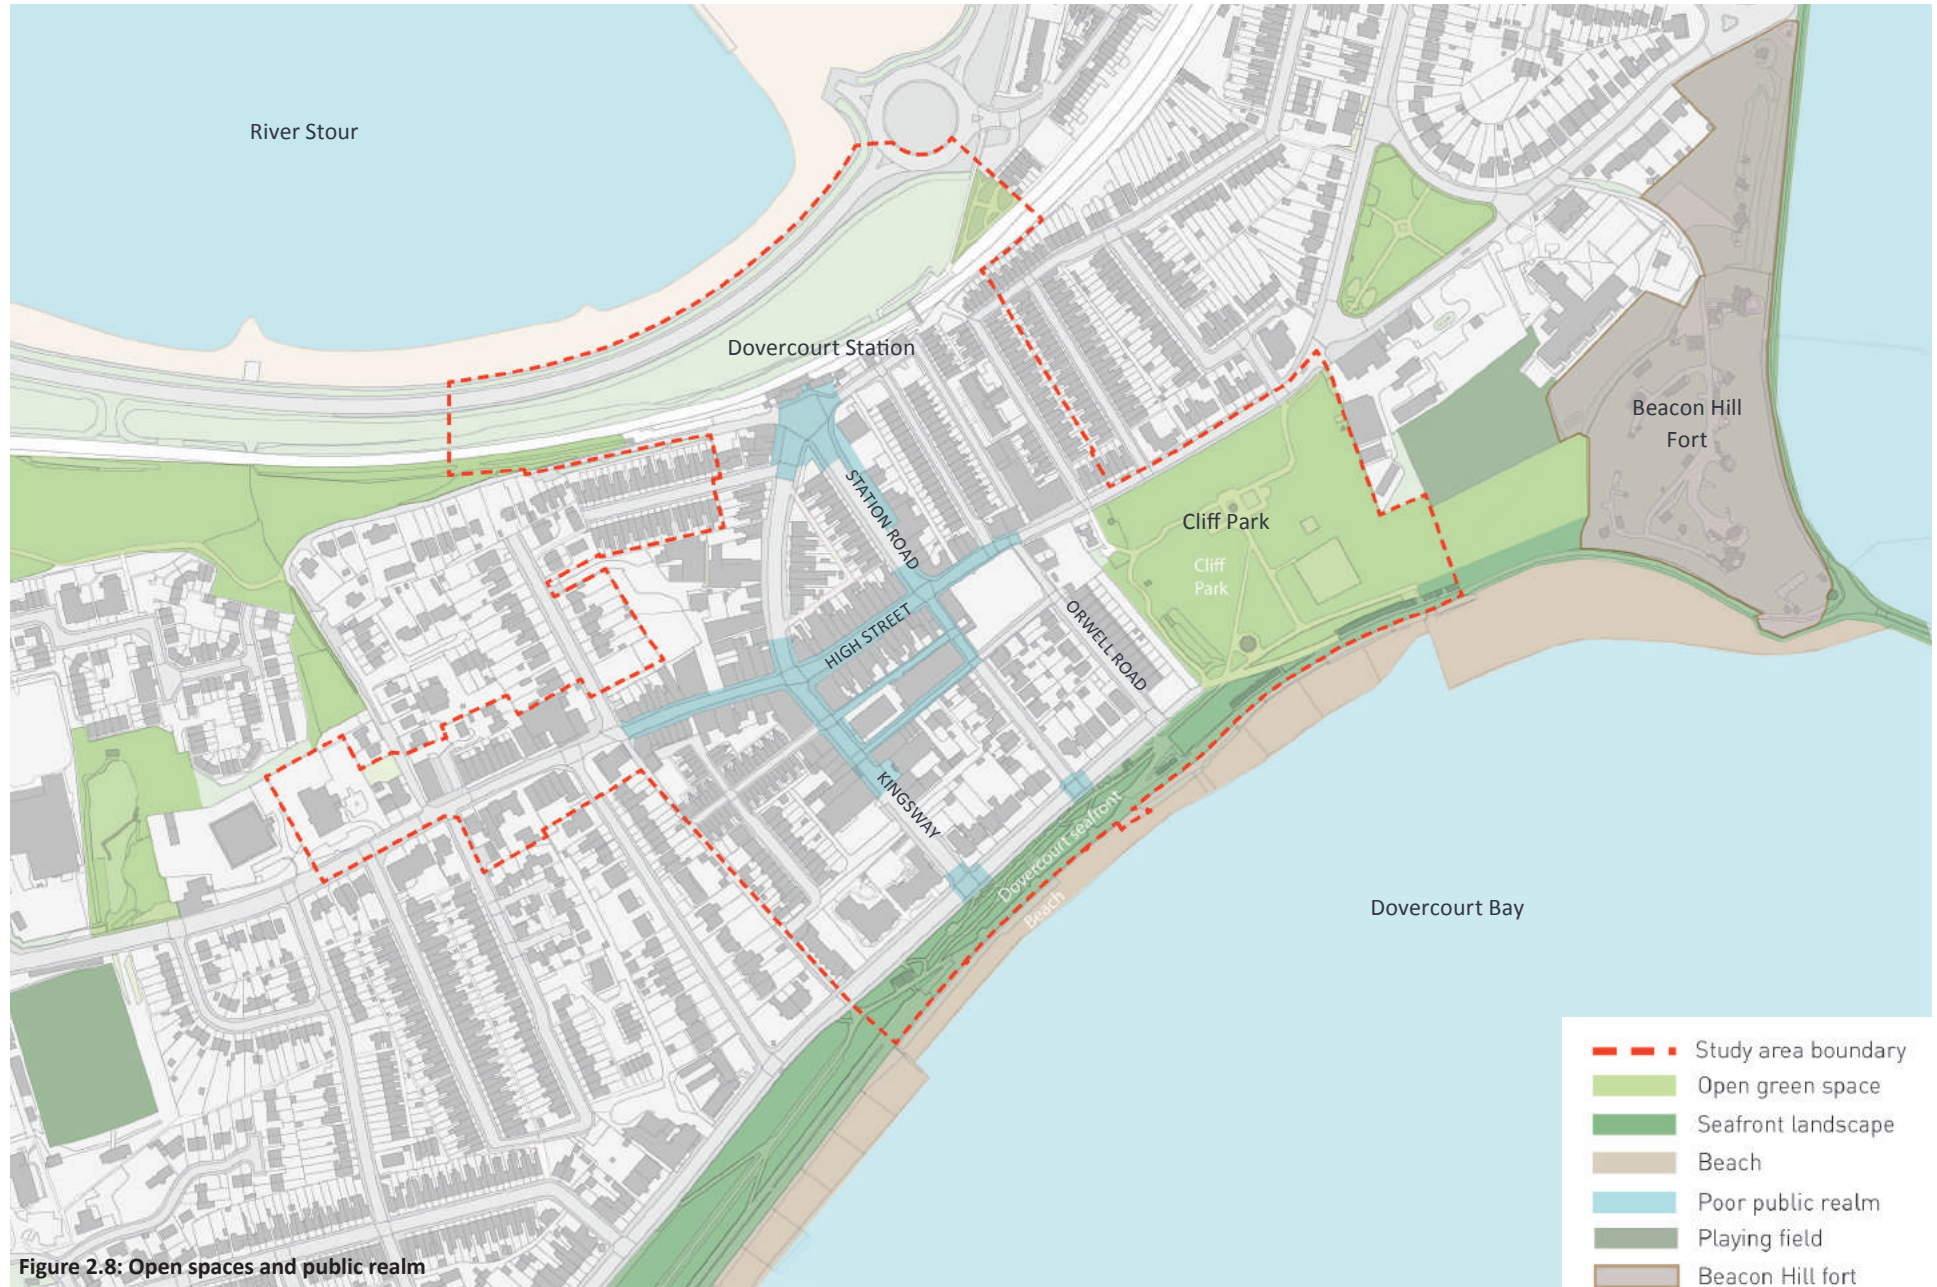 River Stour
Dovercourt Station
Beacon Hill
Fort
STATION ROAD
Cliff Park
Cliff
Park
HIGH STREET
ORWELL ROAD
KINGSWAY
Dovercourt seafront
Beach
Dovercourt Bay
Study area boundary
Open green space
Seafront landscape
Beach
Poor public realm
Playing field
Beacon Hill fort
Figure 2.8: Open spaces and public realm